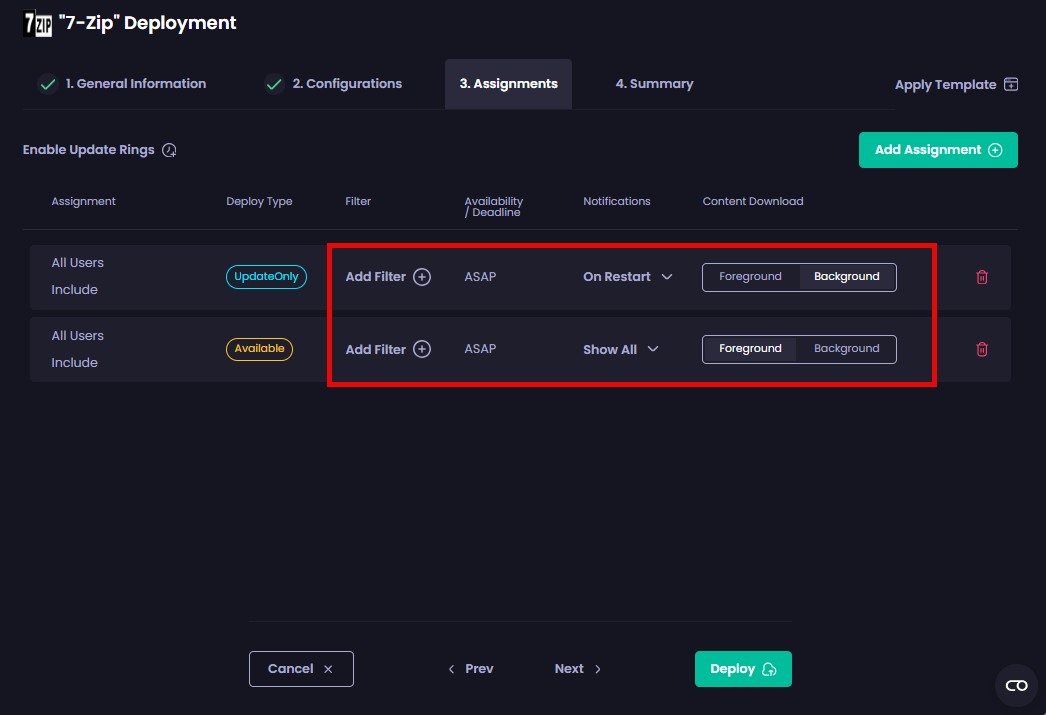 7ZIP "7-Zip" Deployment
1. General Information 2. Configurations 3. Assignments 4. Summary Apply Template
Enable Update Rings Add Assignment
Assignment Deploy Type Filter Availability / Deadline Notifications Content Download
All Users
Include
UpdateOnly Add Filter ASAP On Restart Foreground Background
All Users
Include
Available Add Filter ASAP Show All Foreground Background
Cancel Prev Next Deploy